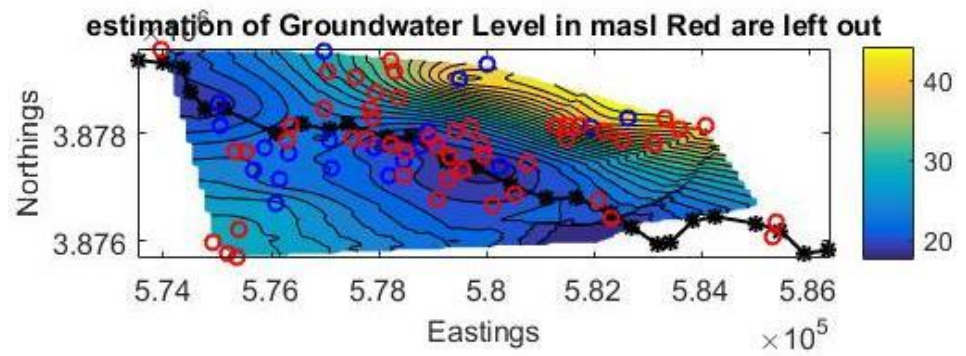 estimation of Groundwater Level in masl Red are left out
×10⁶
40
30
20
3.878
3.876
Northings
5.74 5.76 5.78 5.8 5.82 5.84 5.86
Eastings
×10⁵